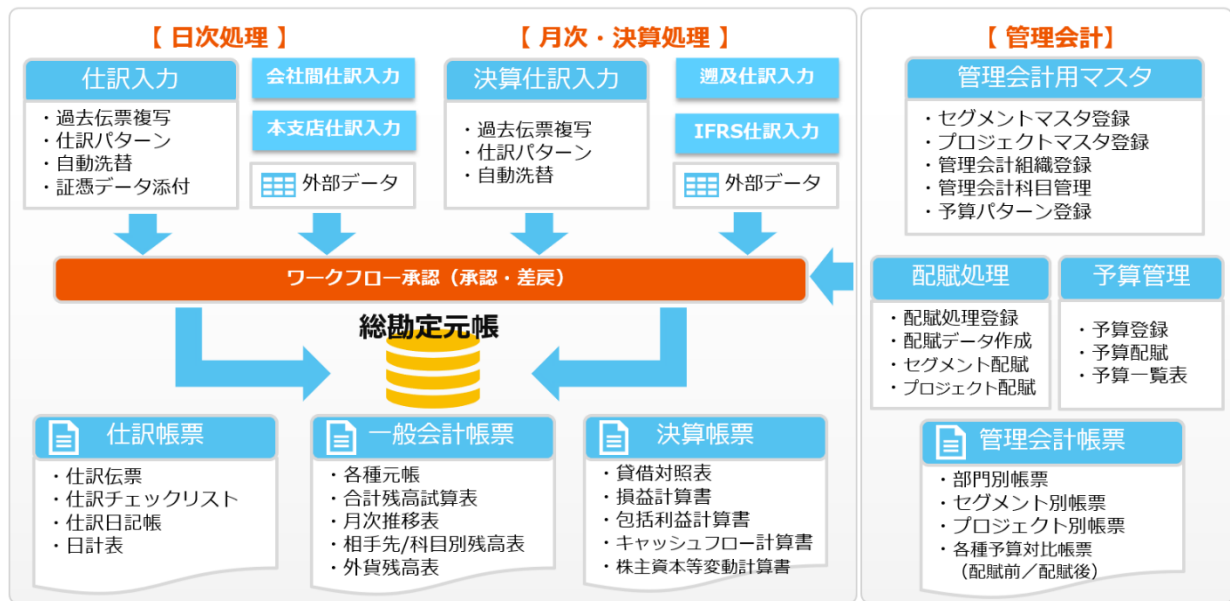 【 日次処理 】
仕訳入力
・過去伝票複写
・仕訳パターン
・自動洗替
・証憑データ添付
会社間仕訳入力
本支店仕訳入力
外部データ
【 月次・決算処理 】
決算仕訳入力
・過去伝票複写
・仕訳パターン
・自動洗替
遡及仕訳入力
IFRS仕訳入力
外部データ
ワークフロー承認（承認・差戻）
総勘定元帳
仕訳帳票
・仕訳伝票
・仕訳チェックリスト
・仕訳日記帳
・日計表
一般会計帳票
・各種元帳
・合計残高試算表
・月次推移表
・相手先/科目別残高表
・外貨残高表
決算帳票
・貸借対照表
・損益計算書
・包括利益計算書
・キャッシュフロー計算書
・株主資本等変動計算書
【 管理会計】
管理会計用マスタ
・セグメントマスタ登録
・プロジェクトマスタ登録
・管理会計組織登録
・管理会計科目管理
・予算パターン登録
配賦処理
・配賦処理登録
・配賦データ作成
・セグメント配賦
・プロジェクト配賦
予算管理
・予算登録
・予算配賦
・予算一覧表
管理会計帳票
・部門別帳票
・セグメント別帳票
・プロジェクト別帳票
・各種予算対比帳票
（配賦前／配賦後）